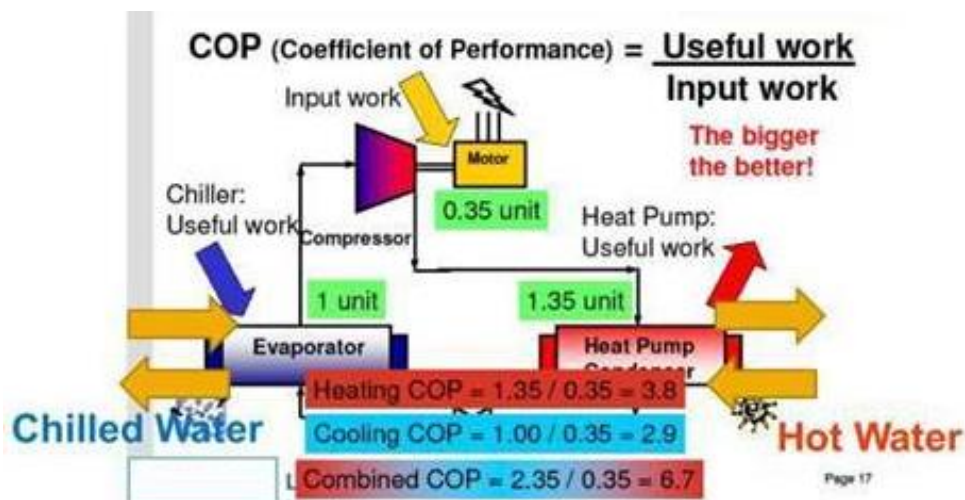 COP (Coefficient of Performance) = Useful work
Input work
The bigger
the better!
Input work
Motor
0.35 unit
Chiller:
Useful work
Compressor
Heat Pump:
Useful work
1 unit
1.35 unit
Evaporator
Heat Pump
Condenser
Heating COP = 1.35 / 0.35 = 3.8
Chilled Water
Cooling COP = 1.00 / 0.35 = 2.9
Hot Water
L
Combined COP = 2.35 / 0.35 = 6.7
Page 17